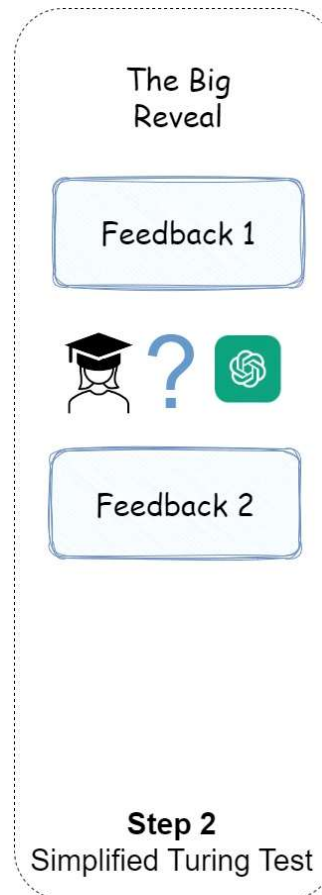 The Big
Reveal
Feedback 1
?
Feedback 2
Step 2
Simplified Turing Test